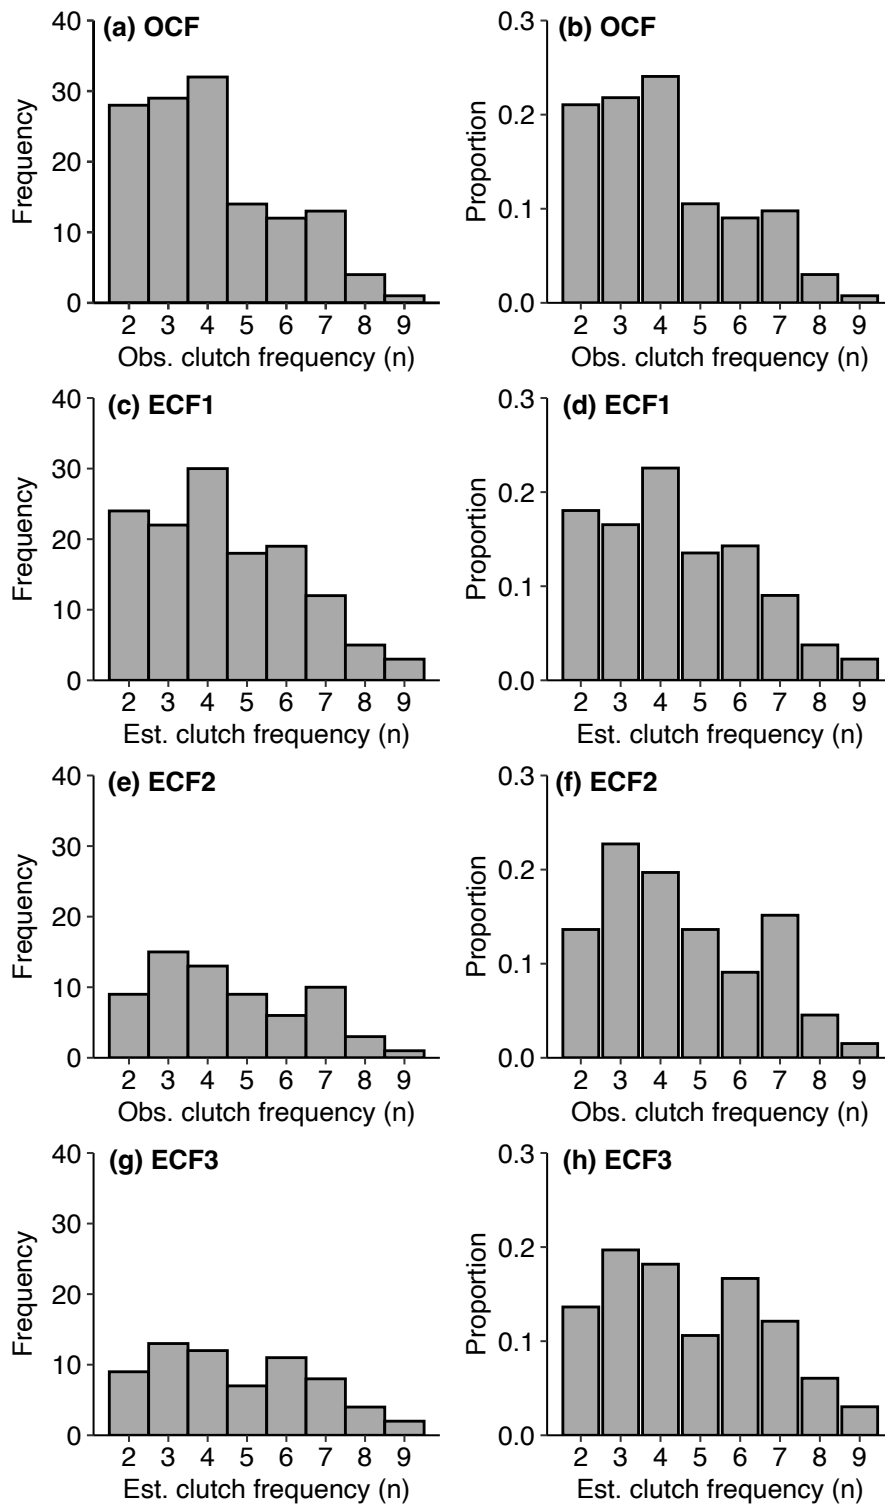 (a) OCF
Frequency
40
30
20
10
0
2 3 4 5 6 7 8 9
Obs. clutch frequency (n)
(b) OCF
Proportion
0.3
0.2
0.1
0.0
2 3 4 5 6 7 8 9
Obs. clutch frequency (n)
(c) ECF1
Frequency
40
30
20
10
0
2 3 4 5 6 7 8 9
Est. clutch frequency (n)
(d) ECF1
Proportion
0.3
0.2
0.1
0.0
2 3 4 5 6 7 8 9
Est. clutch frequency (n)
(e) ECF2
Frequency
40
30
20
10
0
2 3 4 5 6 7 8 9
Obs. clutch frequency (n)
(f) ECF2
Proportion
0.3
0.2
0.1
0.0
2 3 4 5 6 7 8 9
Obs. clutch frequency (n)
(g) ECF3
Frequency
40
30
20
10
0
2 3 4 5 6 7 8 9
Est. clutch frequency (n)
(h) ECF3
Proportion
0.3
0.2
0.1
0.0
2 3 4 5 6 7 8 9
Est. clutch frequency (n)